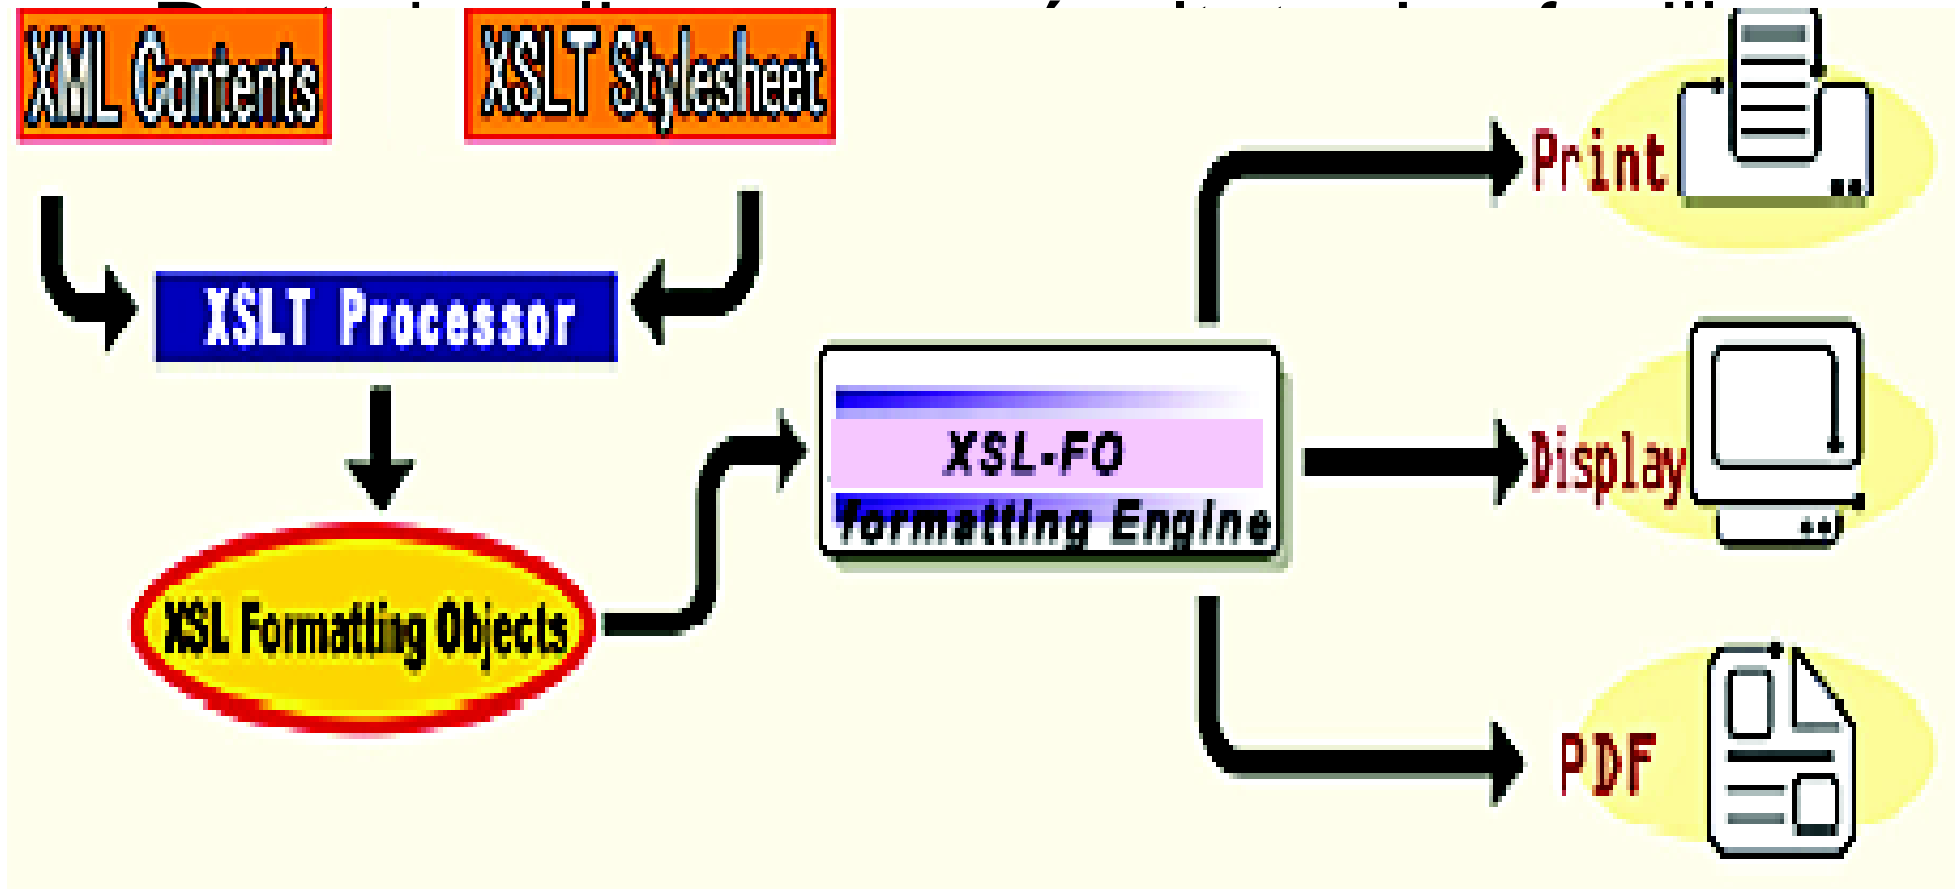 XML Contents
XSLT Stylesheet
XSLT Processor
XSL Formatting Objects
XSL-FO
formatting Engine
Print
Display
PDF